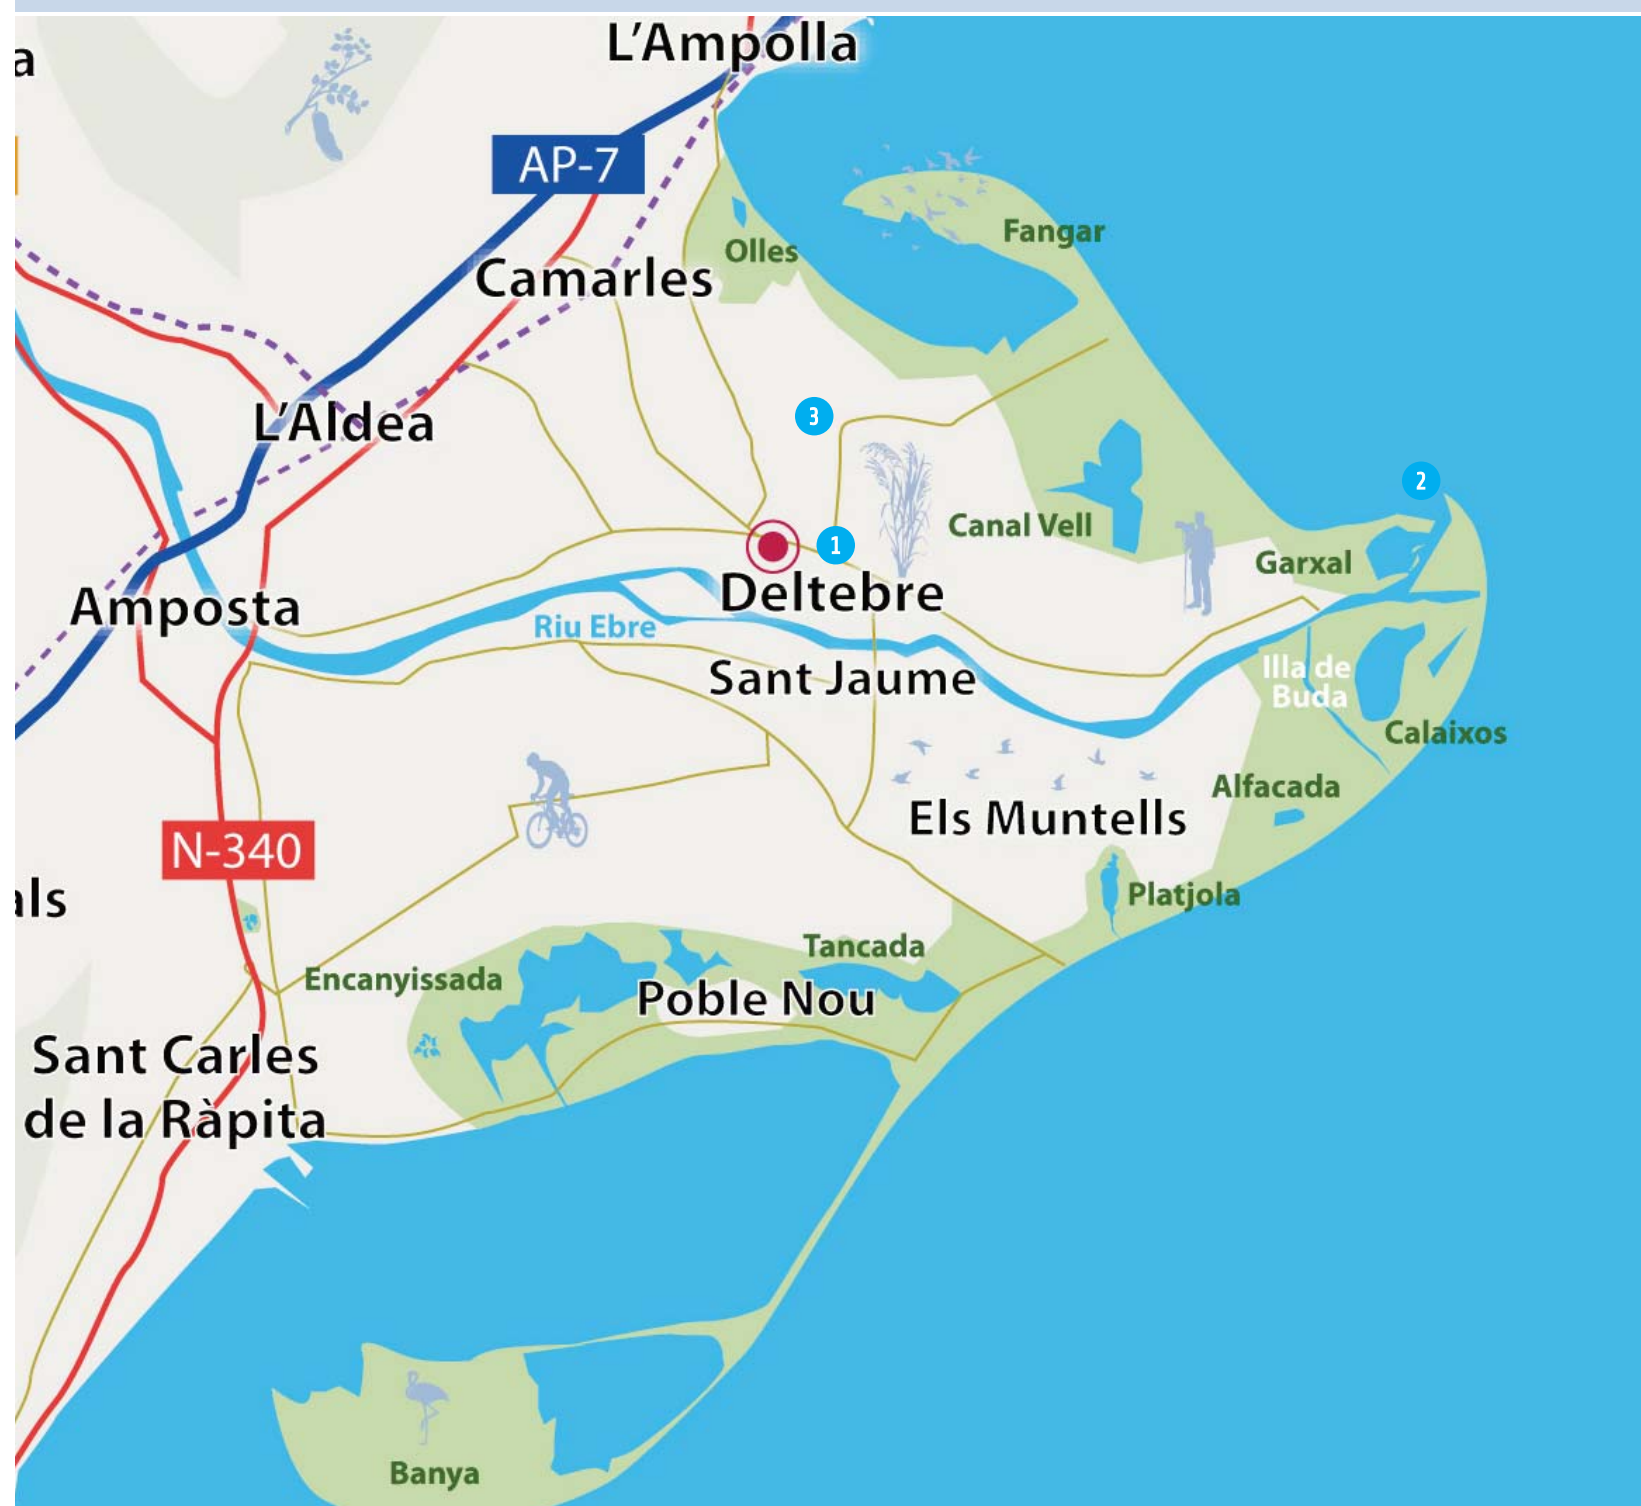 L'Ampolla
a
AP-7
Fangar
Olles
Camarles
3
L'Aldea
2
Canal Vell
1
Garxal
Deltebre
Amposta
Riu Ebre
Sant Jaume
Illa de
Buda
Calaixos
Alfacada
Els Muntells
N-340
Platjola
als
Tancada
Encanyissada
Poble Nou
Sant Carles
de la Ràpita
Banya